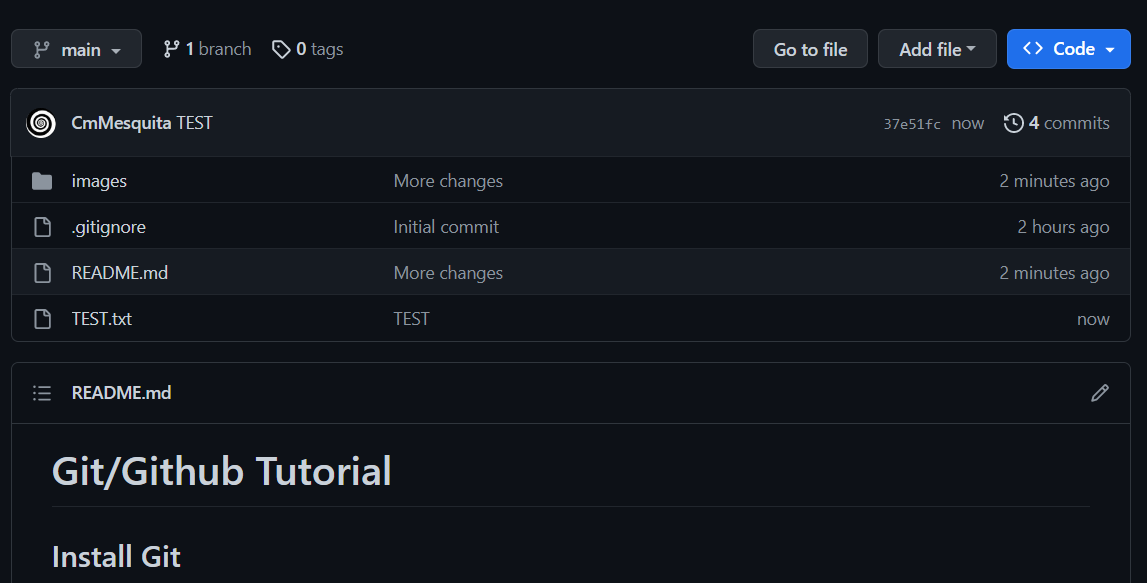 main 1 branch 0 tags Go to file Add file Code
CmMesquita TEST 37e51fc now 4 commits
images More changes 2 minutes ago
.gitignore Initial commit 2 hours ago
README.md More changes 2 minutes ago
TEST.txt TEST now
README.md
Git/Github Tutorial
Install Git